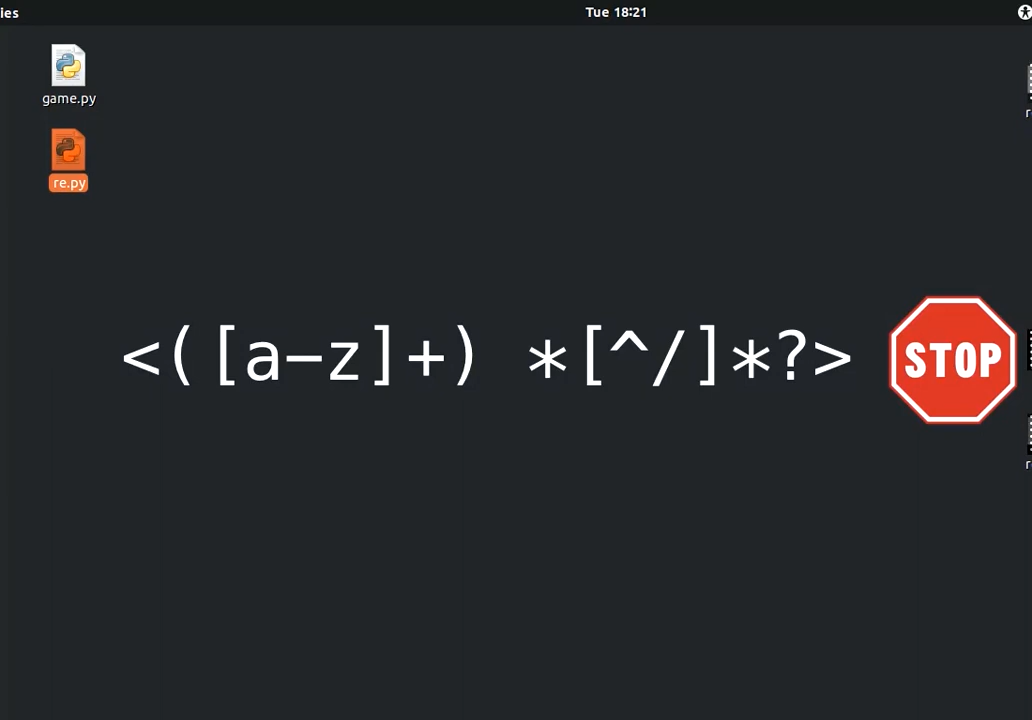 ies
Tue 18:21
game.py
re.py
<([a-z]+) *[^/]*?>
STOP
r
r